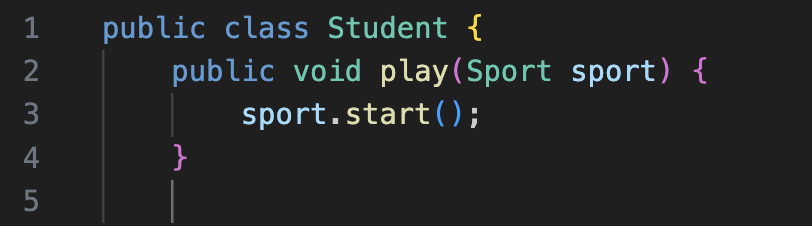 1 public class Student {
2 public void play(Sport sport) {
3 sport.start();
4 }
5